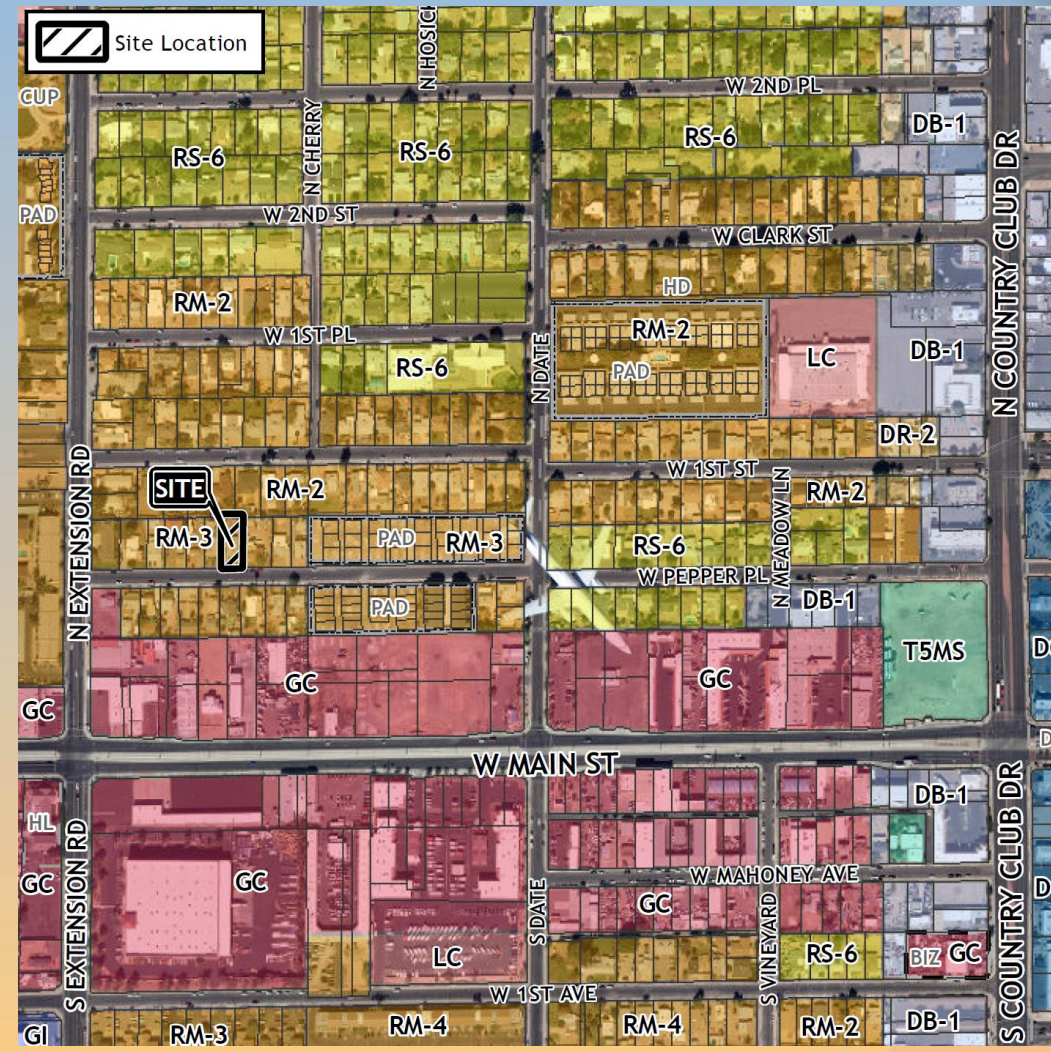 Site Location
N HOSICK
CUP
W 2ND PL
DB-1
RS-6
RS-6
RS-6
N CHERRY
N COUNTRY CLUB DR
PAD
W 2ND ST
W CLARK ST
HD
RM-2
RM-2
W 1ST PL
N DATE
RS-6
PAD
LC
DB-1
DR-2
N EXTENSION RD
W 1ST ST
SITE
RM-2
N MEADOW LN
RM-2
RM-3
PAD
RM-3
RS-6
W PEPPER PL
PAD
DB-1
T5MS
GC
GC
GC
W MAIN ST
DB-1
HL
GC
GC
S EXTENSION RD
W MAHONEY AVE
S COUNTRY CLUB DR
GC
S DATE
S VINEYARD
LC
RS-6
BIZ
GC
W 1ST AVE
GI
RM-3
RM-4
RM-4
RM-2
DB-1